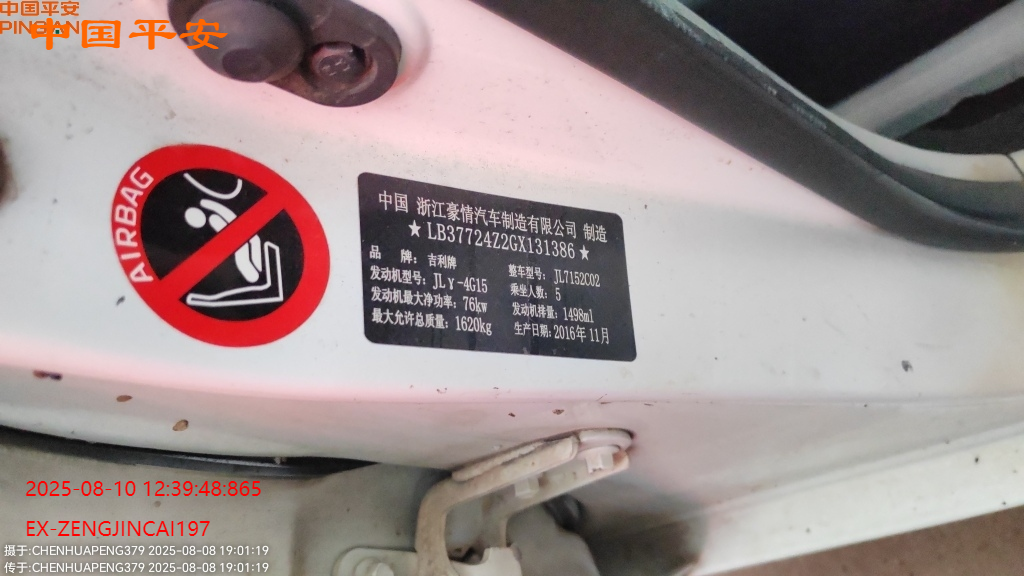 中国平安
PINGAN
中国平安
AIRBAG
中国 浙江豪情汽车制造有限公司 制造
★ LB37724Z2GX131386 ★
品 牌: 吉利牌 整车型号: JL7152C02
发动机型号: JLγ-4G15 乘坐人数: 5
发动机最大净功率: 76kw 发动机排量: 1498ml
最大允许总质量: 1620kg 生产日期: 2016年11月
2025-08-10 12:39:48:865
EX-ZENGJINCAI197
摄于:CHENHUAPENG379 2025-08-08 19:01:19
传于:CHENHUAPENG379 2025-08-08 19:01:19